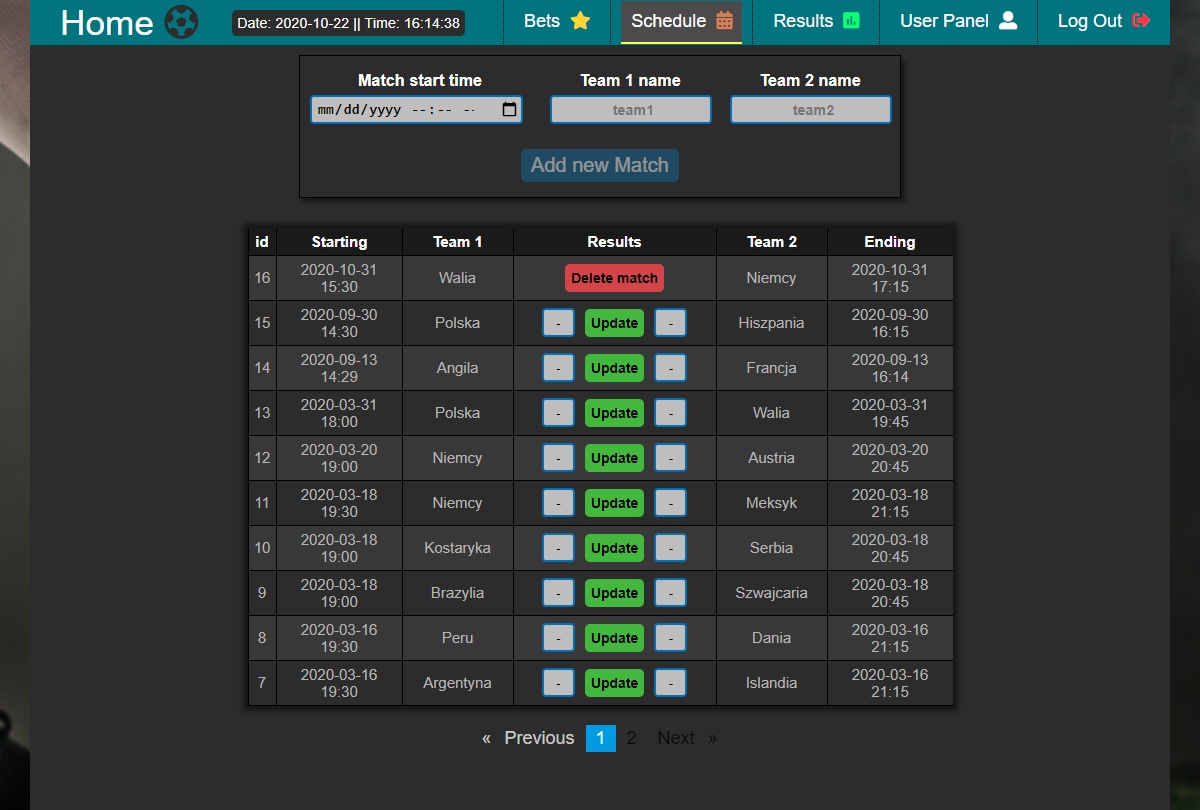 Home Date: 2020-10-22 || Time: 16:14:38 Bets Schedule Results User Panel Log Out
Match start time Team 1 name Team 2 name
mm/dd/yyyy --:-- -- team1 team2
Add new Match
id Starting Team 1 Results Team 2 Ending
16 2020-10-31 15:30 Walia Delete match Niemcy 2020-10-31 17:15
15 2020-09-30 14:30 Polska - Update - Hiszpania 2020-09-30 16:15
14 2020-09-13 14:29 Angila - Update - Francja 2020-09-13 16:14
13 2020-03-31 18:00 Polska - Update - Walia 2020-03-31 19:45
12 2020-03-20 19:00 Niemcy - Update - Austria 2020-03-20 20:45
11 2020-03-18 19:30 Niemcy - Update - Meksyk 2020-03-18 21:15
10 2020-03-18 19:00 Kostaryka - Update - Serbia 2020-03-18 20:45
9 2020-03-18 19:00 Brazylia - Update - Szwajcaria 2020-03-18 20:45
8 2020-03-16 19:30 Peru - Update - Dania 2020-03-16 21:15
7 2020-03-16 19:30 Argentyna - Update - Islandia 2020-03-16 21:15
« Previous 1 2 Next »